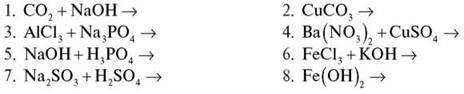 1. CO₂ + NaOH → 2. CuCO₃ →
3. AlCl₃ + Na₃PO₄ → 4. Ba(NO₃)₂ + CuSO₄ →
5. NaOH + H₃PO₄ → 6. FeCl₃ + KOH →
7. Na₂SO₃ + H₂SO₄ → 8. Fe(OH)₂ →